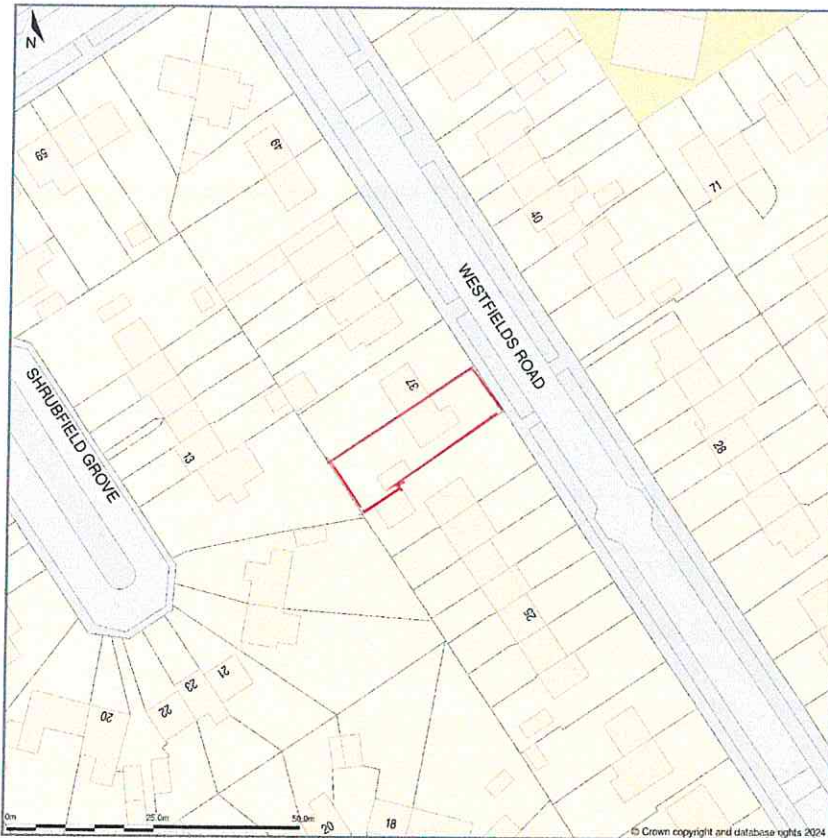 N
59
49
40
71
WESTFIELDS ROAD
37
SHRUBFIELD GROVE
13
28
25
21
23
22
20
0m
25.0m
50.0m
20
18
© Crown copyright and database rights 2024